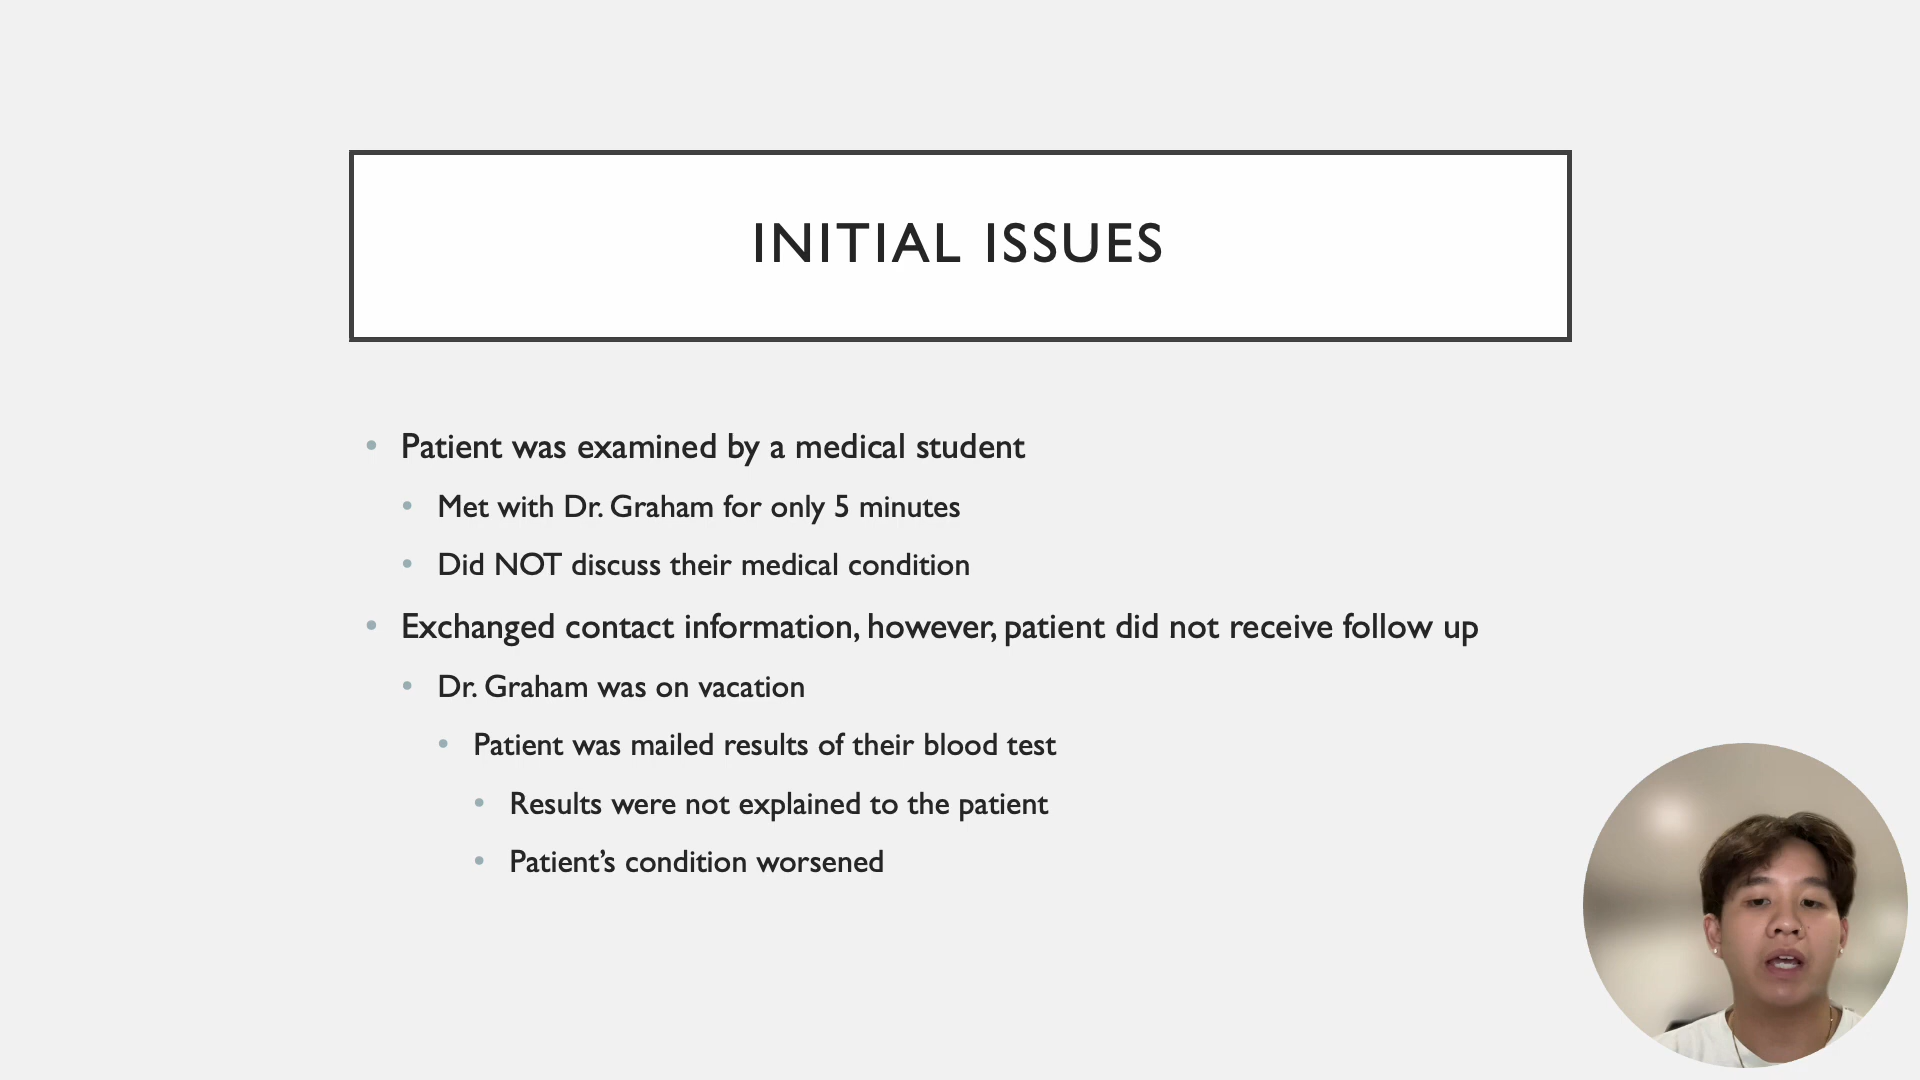 INITIAL ISSUES
• Patient was examined by a medical student
• Met with Dr. Graham for only 5 minutes
• Did NOT discuss their medical condition
• Exchanged contact information, however, patient did not receive follow up
• Dr. Graham was on vacation
• Patient was mailed results of their blood test
• Results were not explained to the patient
• Patient’s condition worsened